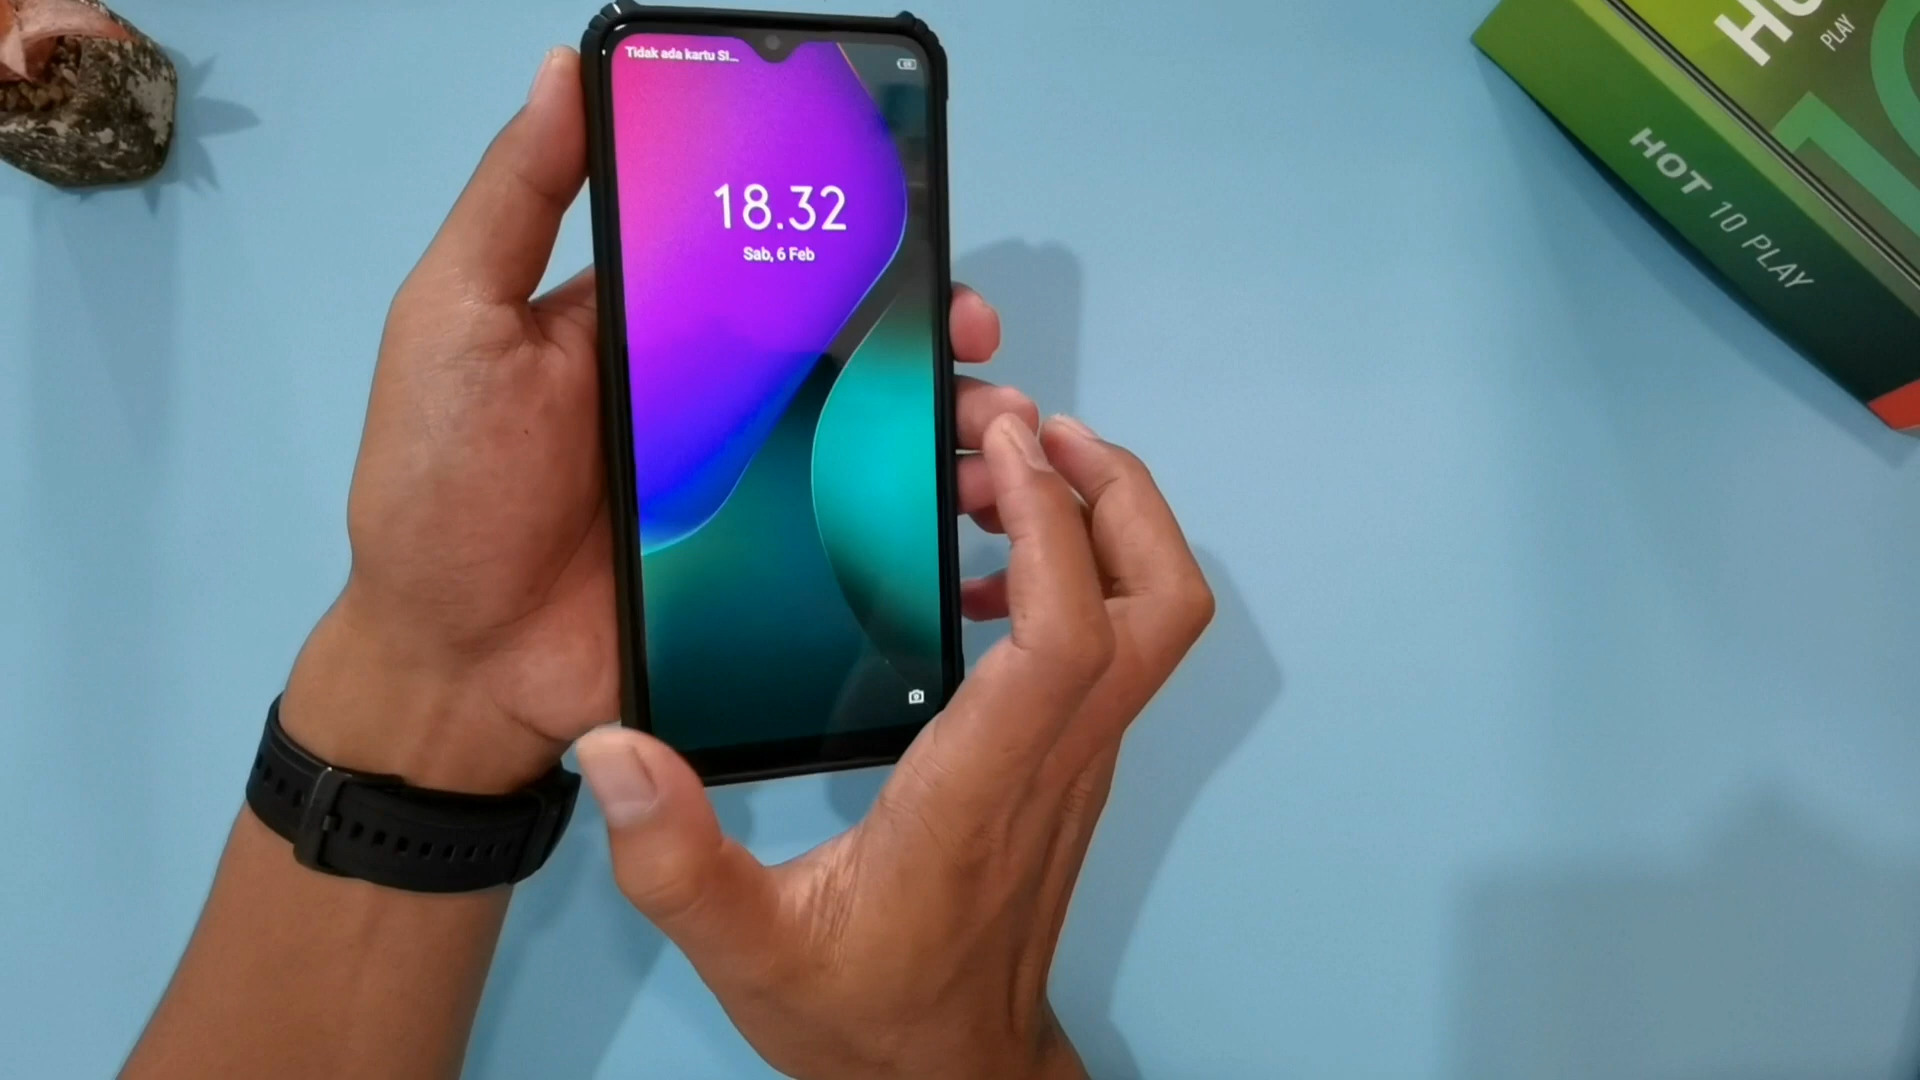 Tidak ada kartu SI...
18.32
Sab, 6 Feb
PLAY
HOT 10 PLAY